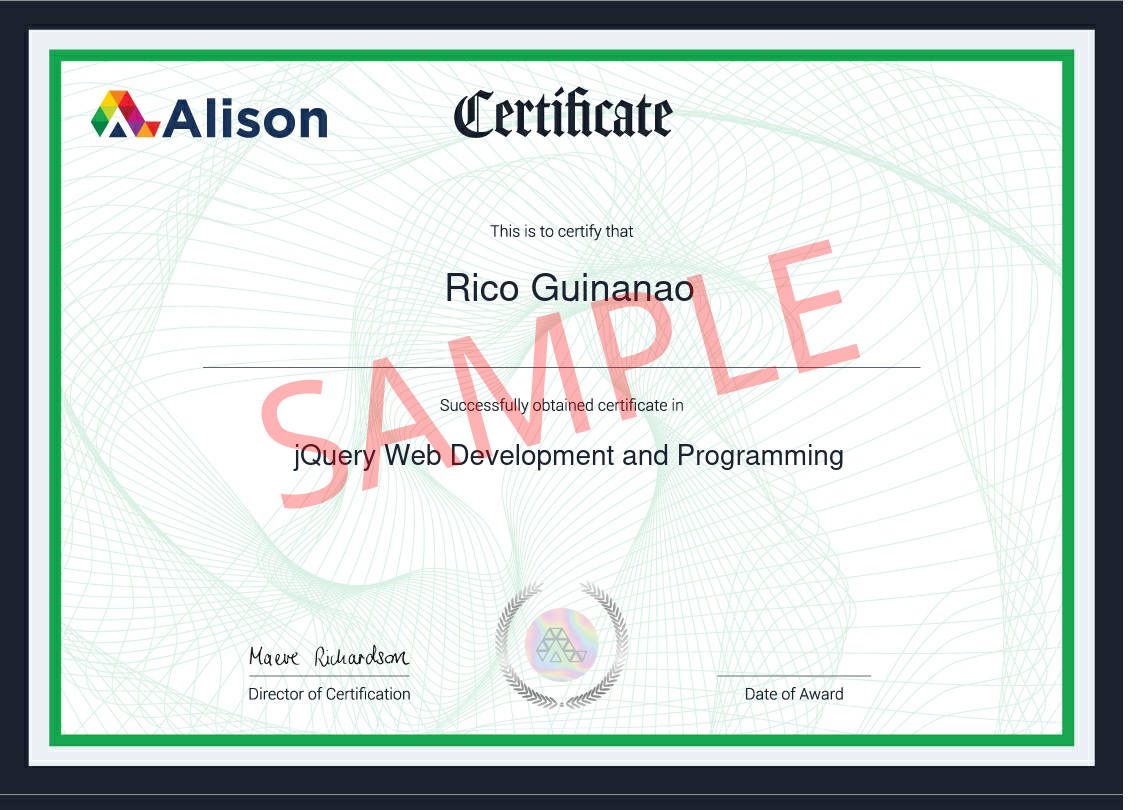 Alison
Certificate
This is to certify that
Rico Guinanao
SAMPLE
Successfully obtained certificate in
jQuery Web Development and Programming
Maeve Richardson
Director of Certification
Date of Award